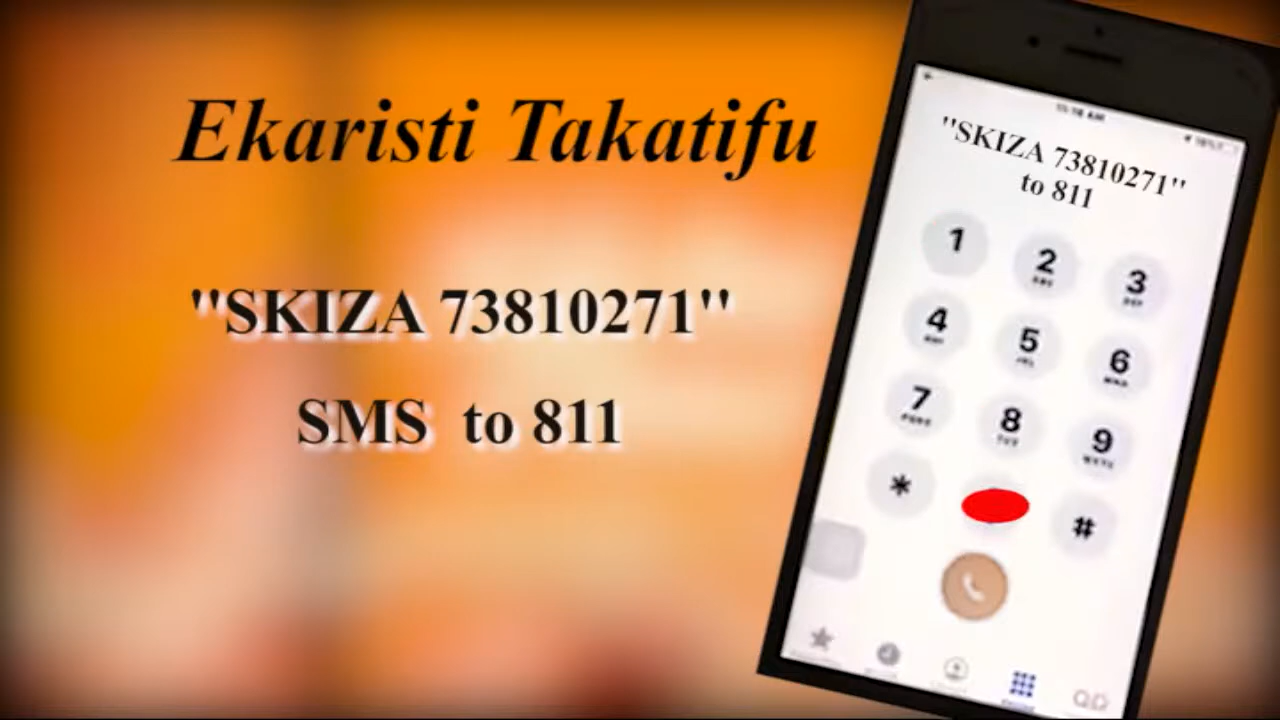 Ekaristi Takatifu
"SKIZA 73810271"
SMS to 811
"SKIZA 73810271"
to 811
1
2
3
4
5
6
7
8
9
*
#